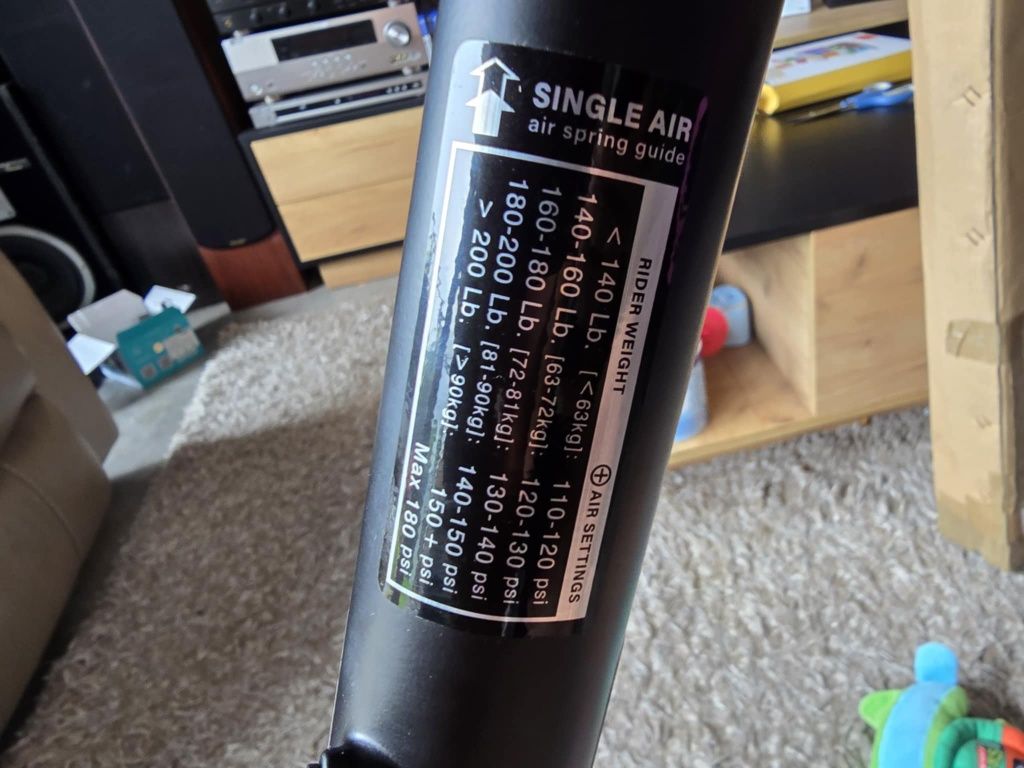 SINGLE AIR
air spring guide
RIDER WEIGHT ⊕ AIR SETTINGS
< 140 Lb. [<63kg]: 110-120 psi
140-160 Lb. [63-72kg]: 120-130 psi
160-180 Lb. [72-81kg]: 130-140 psi
180-200 Lb. [81-90kg]: 140-150 psi
> 200 Lb. [>90kg]: 150 + psi
Max 180 psi